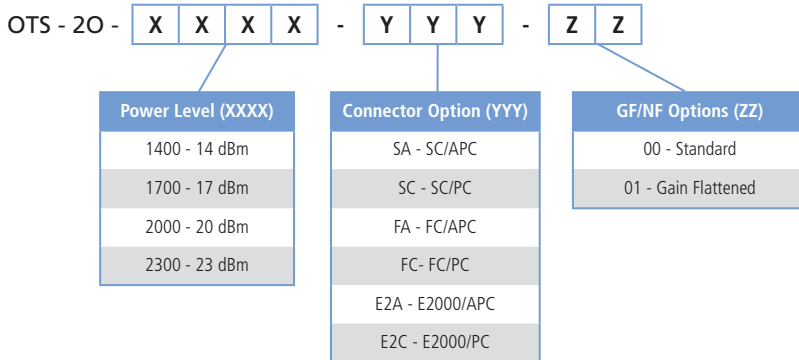 OTS - 2O - X X X X - Y Y Y - Z Z
Power Level (XXXX)
1400 - 14 dBm
1700 - 17 dBm
2000 - 20 dBm
2300 - 23 dBm
Connector Option (YYY)
SA - SC/APC
SC - SC/PC
FA - FC/APC
FC- FC/PC
E2A - E2000/APC
E2C - E2000/PC
GF/NF Options (ZZ)
00 - Standard
01 - Gain Flattened